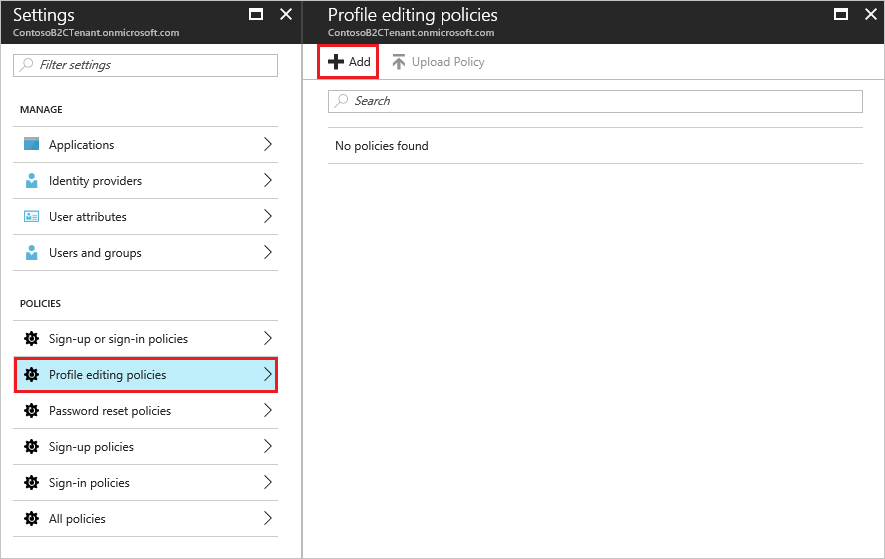 Settings
ContosoB2CTenant.onmicrosoft.com
Filter settings
MANAGE
Applications
Identity providers
User attributes
Users and groups
POLICIES
Sign-up or sign-in policies
Profile editing policies
Password reset policies
Sign-up policies
Sign-in policies
All policies
Profile editing policies
ContosoB2CTenant.onmicrosoft.com
Add Upload Policy
Search
No policies found